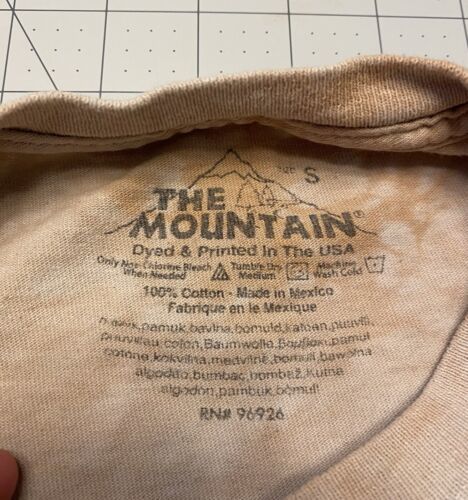 S
THE
MOUNTAIN®
Dyed & Printed In The USA
Only Non-Chlorine Bleach Tumble Dry Machine
When Needed Medium Wash Cold
100% Cotton - Made in Mexico
Fabrique en le Mexique
pamuk,bavlna,bomuld,katoen,puuvill,
coton,Baumwolle, pamut
cotone,kokvilna,medvilnė,bomull,bawełna
algodão,bumbac,bombaž,kutna
algodón,pambuk,bomull
RN# 96926